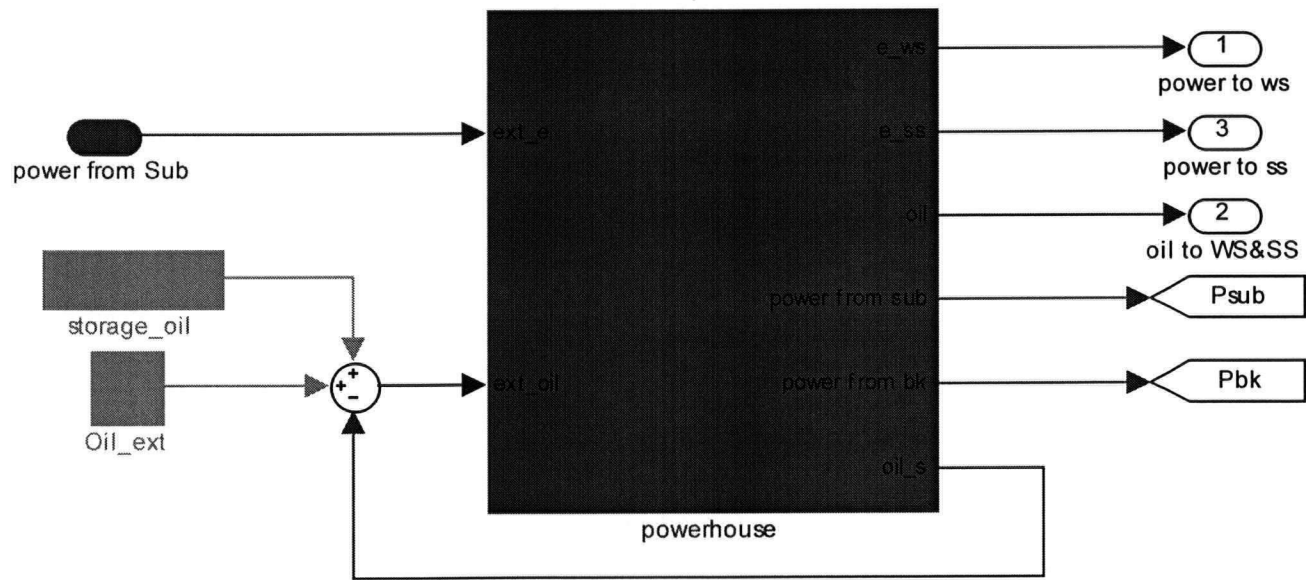 e_ws
1
power to ws
ext_e
e_ss
3
power to ss
power from Sub
oil
2
oil to WS&SS
power from sub
Psub
storage_oil
+
+
-
ext_oil
power from bk
Pbk
Oil_ext
oil_s
powerhouse